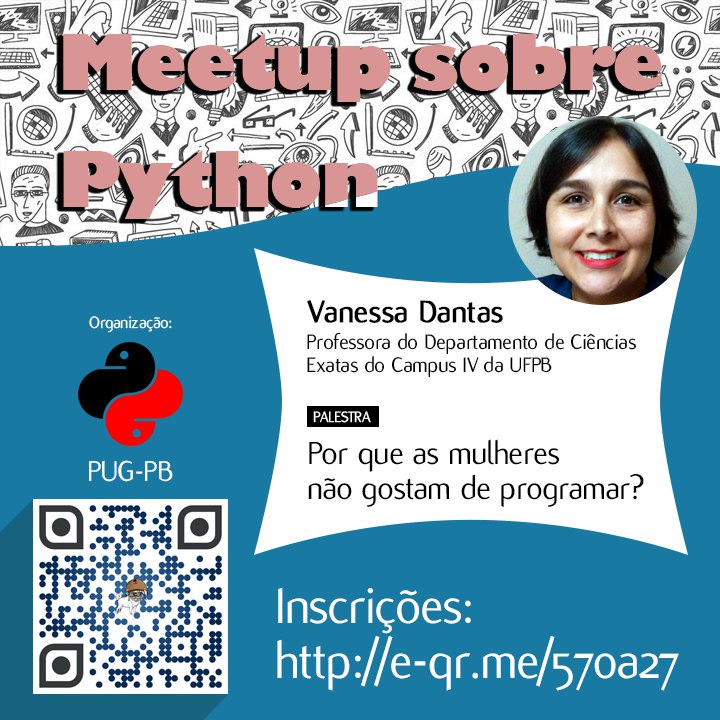 Meetup sobre
Python
Vanessa Dantas
Professora do Departamento de Ciências
Exatas do Campus IV da UFPB
PALESTRA
Por que as mulheres
não gostam de programar?
Organização:
PUG-PB
Inscrições:
http://e-qr.me/570a27